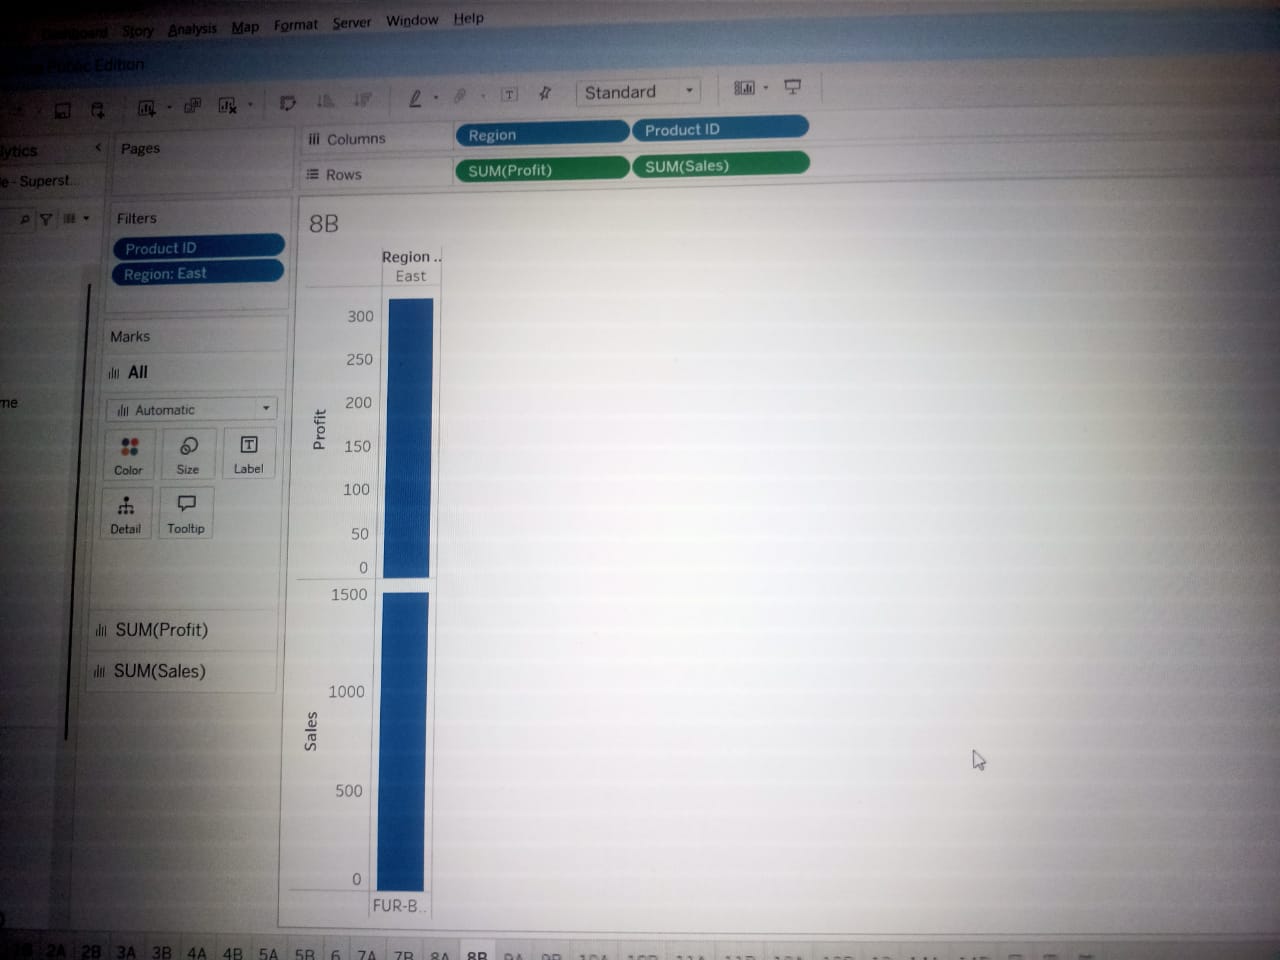 Dashboard Story Analysis Map Format Server Window Help
Public Edition
Standard
lytics
Pages
Columns Region Product ID
e - Superst...
Rows SUM(Profit) SUM(Sales)
Filters
Product ID
Region: East
8B
Region ..
East
Marks
All
Automatic
Color Size Label
Detail Tooltip
me
SUM(Profit)
SUM(Sales)
Profit
300
250
200
150
100
50
0
Sales
1500
1000
500
0
FUR-B..
2A 2B 3A 3B 4A 4B 5A 5B 6 7A 7B 8A 8B 9A 9B